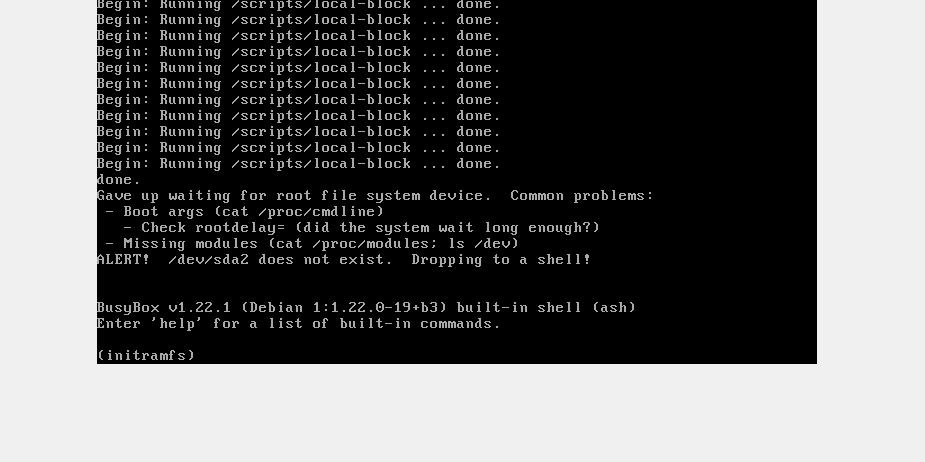 Begin: Running /scripts/local-block ... done.
Begin: Running /scripts/local-block ... done.
Begin: Running /scripts/local-block ... done.
Begin: Running /scripts/local-block ... done.
Begin: Running /scripts/local-block ... done.
Begin: Running /scripts/local-block ... done.
Begin: Running /scripts/local-block ... done.
Begin: Running /scripts/local-block ... done.
Begin: Running /scripts/local-block ... done.
Begin: Running /scripts/local-block ... done.
Begin: Running /scripts/local-block ... done.
done.
Gave up waiting for root file system device.  Common problems:
 - Boot args (cat /proc/cmdline)
   - Check rootdelay= (did the system wait long enough?)
 - Missing modules (cat /proc/modules; ls /dev)
ALERT!  /dev/sda2 does not exist.  Dropping to a shell!
BusyBox v1.22.1 (Debian 1:1.22.0-19+b3) built-in shell (ash)
Enter 'help' for a list of built-in commands.
(initramfs)